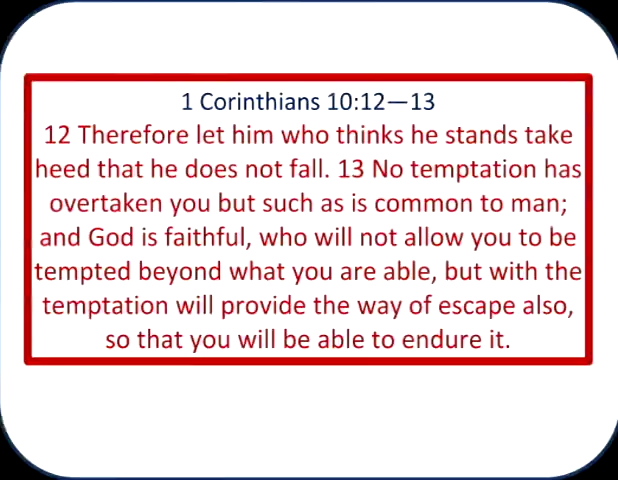 1 Corinthians 10:12—13
12 Therefore let him who thinks he stands take
heed that he does not fall. 13 No temptation has
overtaken you but such as is common to man;
and God is faithful, who will not allow you to be
tempted beyond what you are able, but with the
temptation will provide the way of escape also,
so that you will be able to endure it.